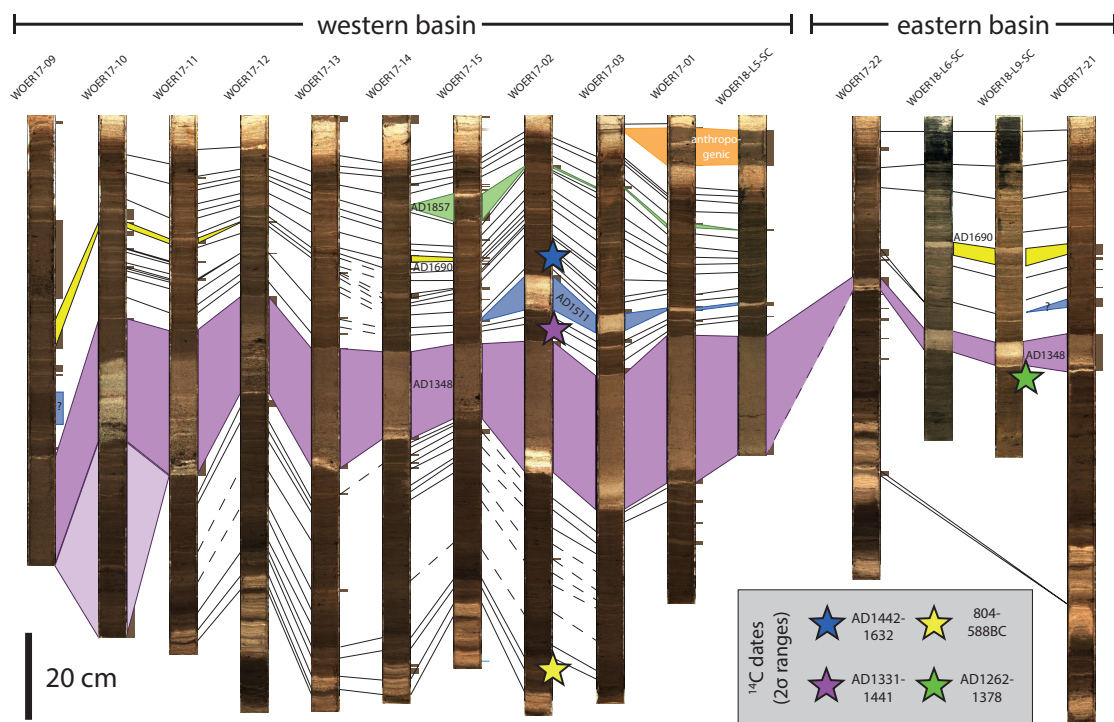 western basin
eastern basin
WOER17-09
WOER17-10
WOER17-11
WOER17-12
WOER17-13
WOER17-14
WOER17-15
WOER17-02
WOER17-03
WOER17-01
WOER18-L5-SC
WOER17-22
WOER18-L6-SC
WOER18-L9-SC
WOER17-21
anthropo-
genic
AD1857
AD1690
AD1511
AD1348
?
AD1690
?
AD1348
20 cm
14C dates
(2σ ranges)
AD1442-
1632
804-
588BC
AD1331-
1441
AD1262-
1378